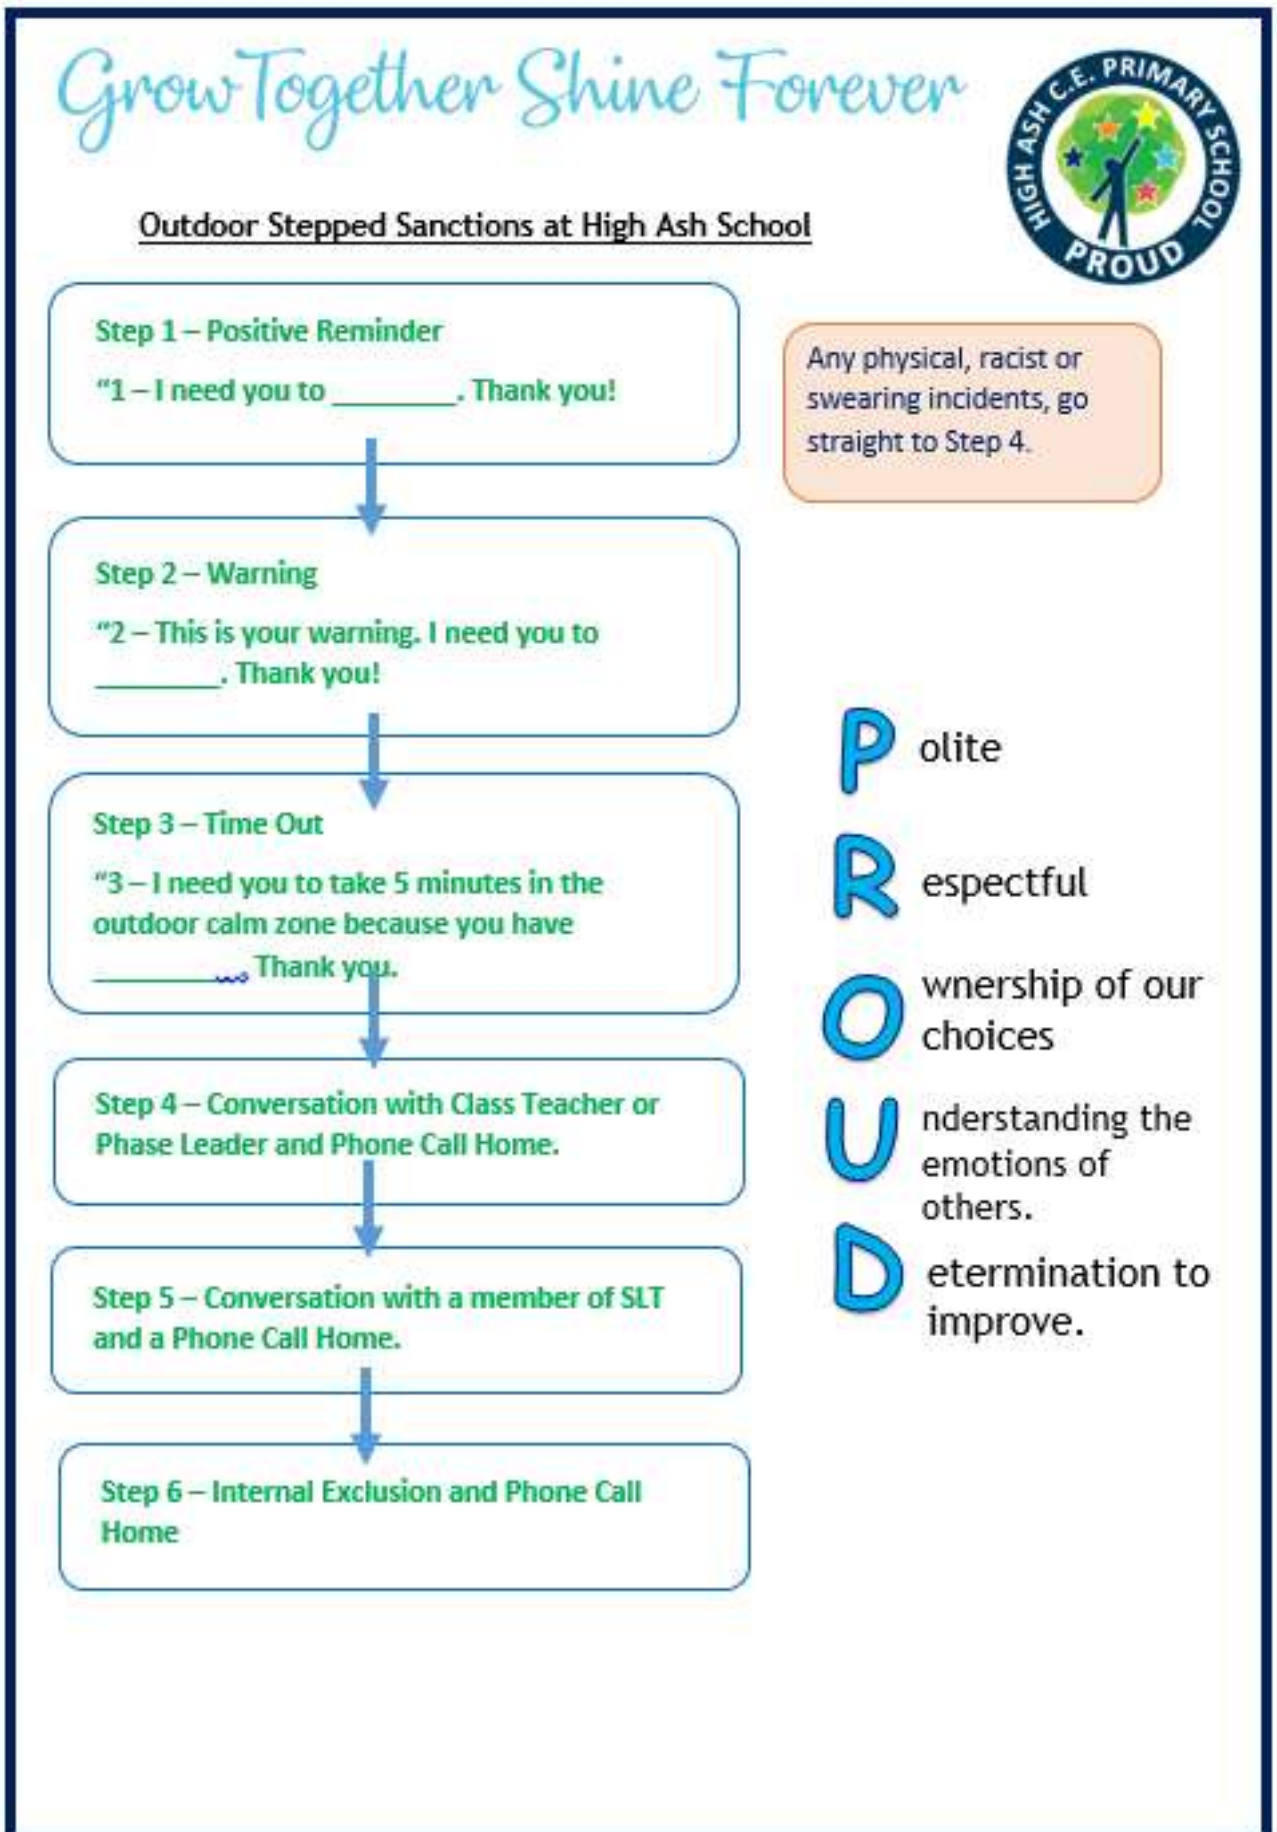 Grow Together Shine Forever
HIGH ASH C.E. PRIMARY SCHOOL
PROUD
Outdoor Stepped Sanctions at High Ash School
Step 1 – Positive Reminder
"1 – I need you to ________. Thank you!
Any physical, racist or
swearing incidents, go
straight to Step 4.
Step 2 – Warning
"2 – This is your warning. I need you to
________. Thank you!
Step 3 – Time Out
"3 – I need you to take 5 minutes in the
outdoor calm zone because you have
__________ Thank you.
Step 4 – Conversation with Class Teacher or
Phase Leader and Phone Call Home.
Step 5 – Conversation with a member of SLT
and a Phone Call Home.
Step 6 – Internal Exclusion and Phone Call
Home
Polite
Respectful
Ownership of our
choices
Understanding the
emotions of
others.
Determination to
improve.